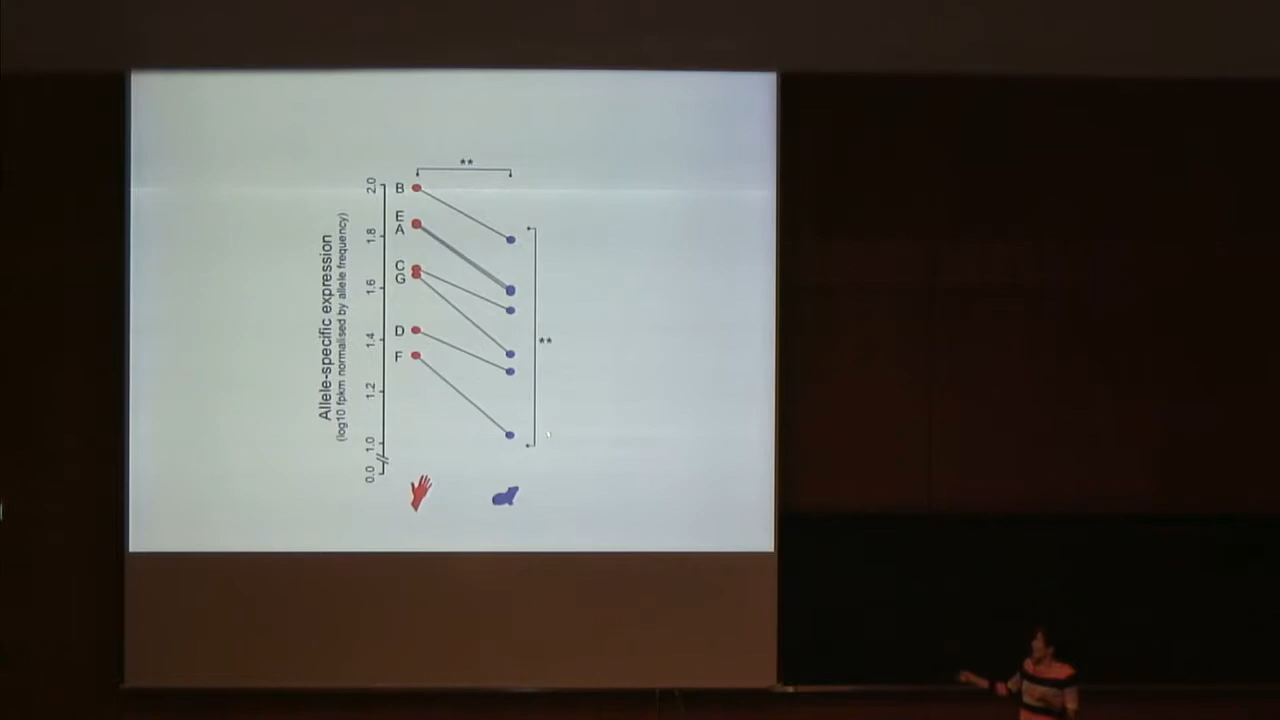 Allele-specific expression
(log10 fpkm normalised by allele frequency)
2.0
1.8
1.6
1.4
1.2
1.0
0.0
B
E
A
C
G
D
F
**
**